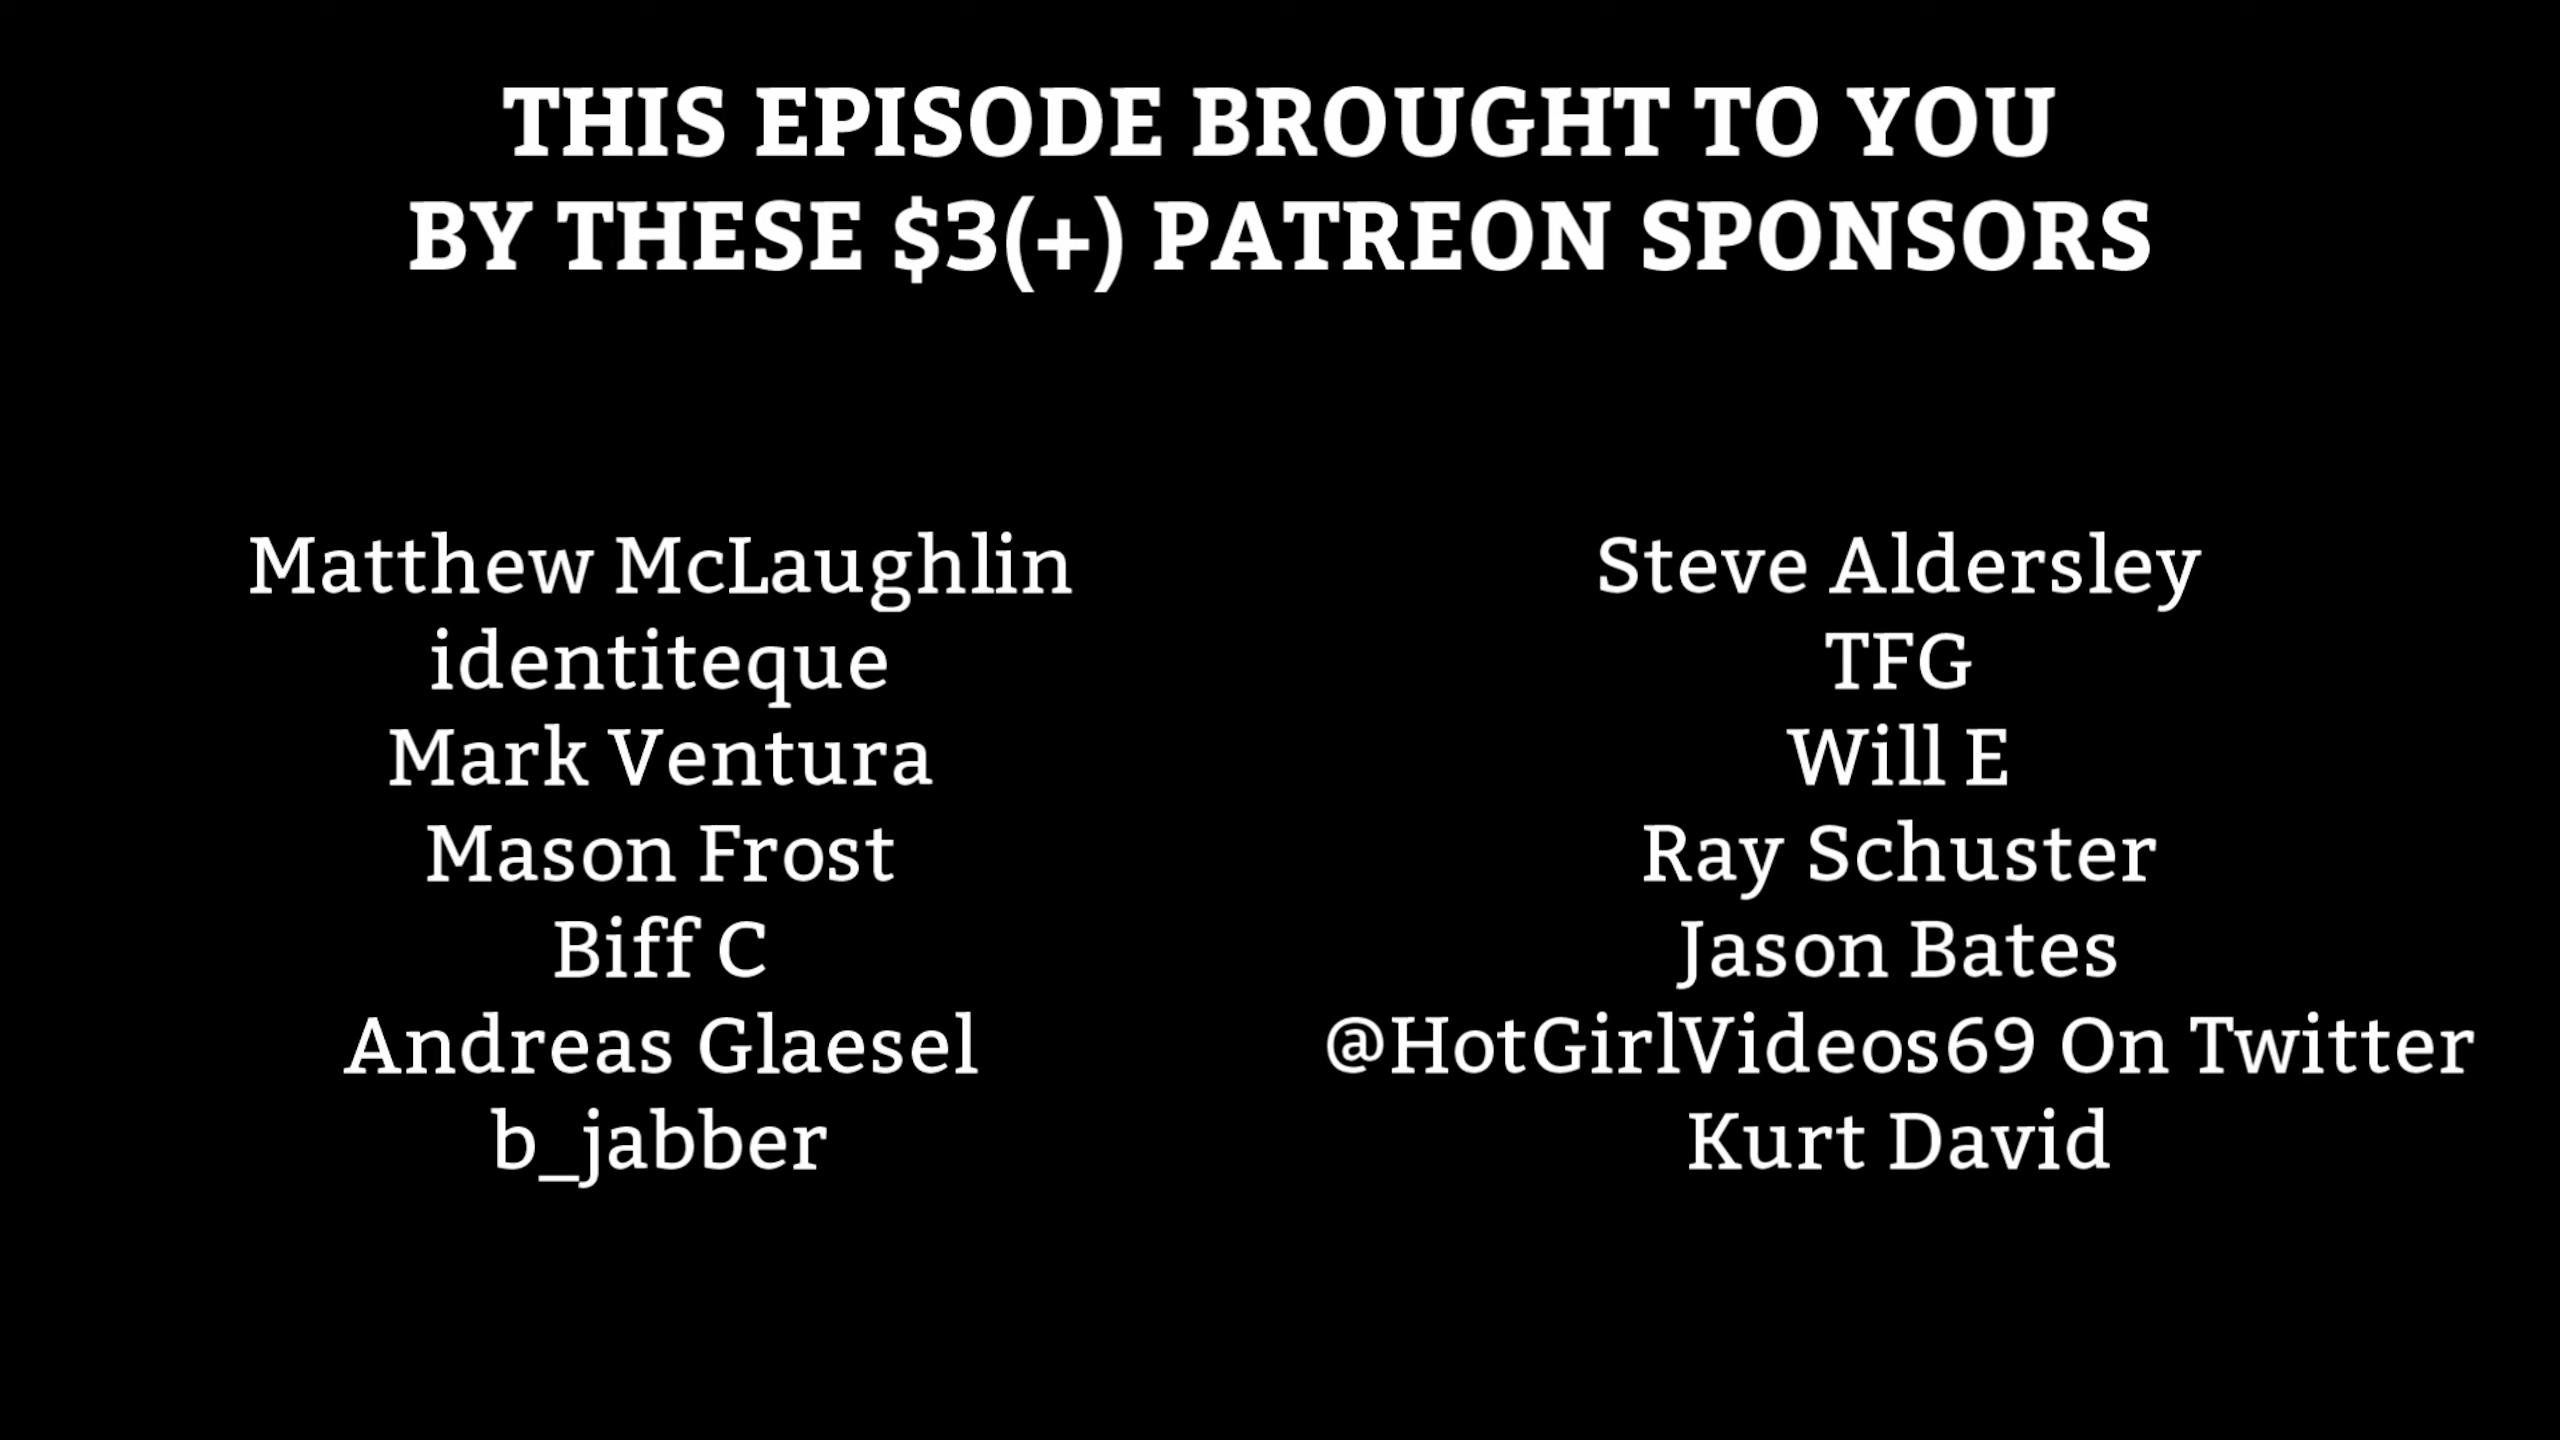 THIS EPISODE BROUGHT TO YOU
BY THESE $3(+) PATREON SPONSORS
Matthew McLaughlin
identiteque
Mark Ventura
Mason Frost
Biff C
Andreas Glaesel
b_jabber
Steve Aldersley
TFG
Will E
Ray Schuster
Jason Bates
@HotGirlVideos69 On Twitter
Kurt David